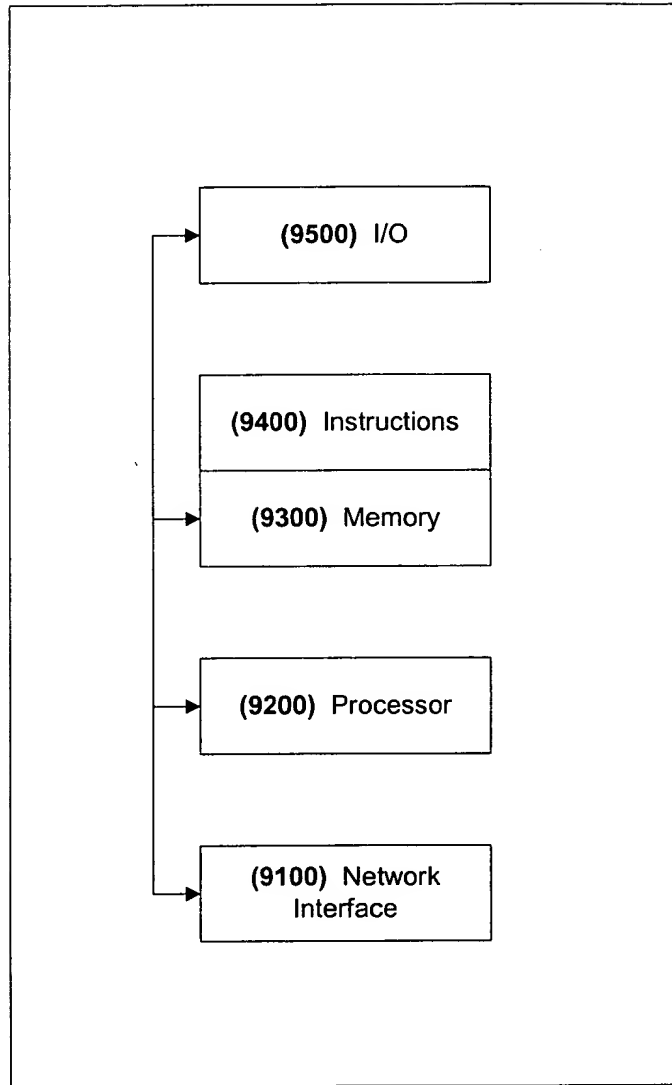 (9500) I/O
(9400) Instructions
(9300) Memory
(9200) Processor
(9100) Network
Interface